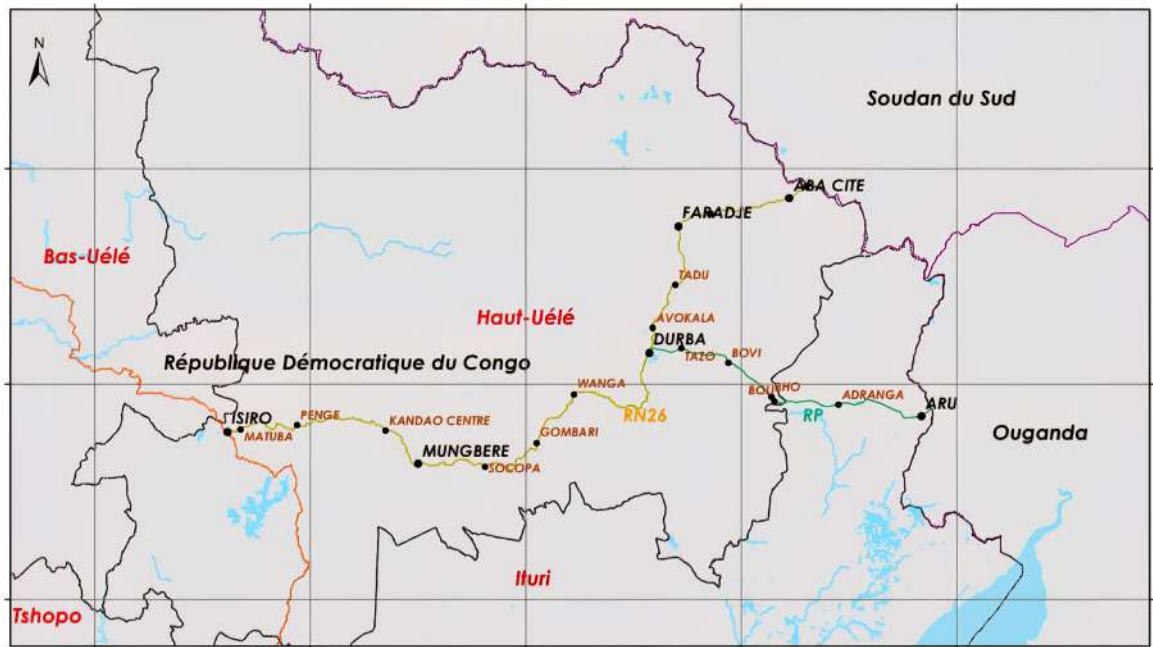 N
Soudan du Sud
ABA CITE
FARADJE
Bas-Uélé
TADU
Haut-Uélé
AVOKALA
DURBA
TAZO
BOVI
République Démocratique du Congo
WANGA
BHO
ADRANGA
ARU
RN26
RP
ISIRO
PENGE
MATUBA
KANDAO CENTRE
GOMBARI
Ouganda
MUNGBERE
SOCOPA
Ituri
Tshopo